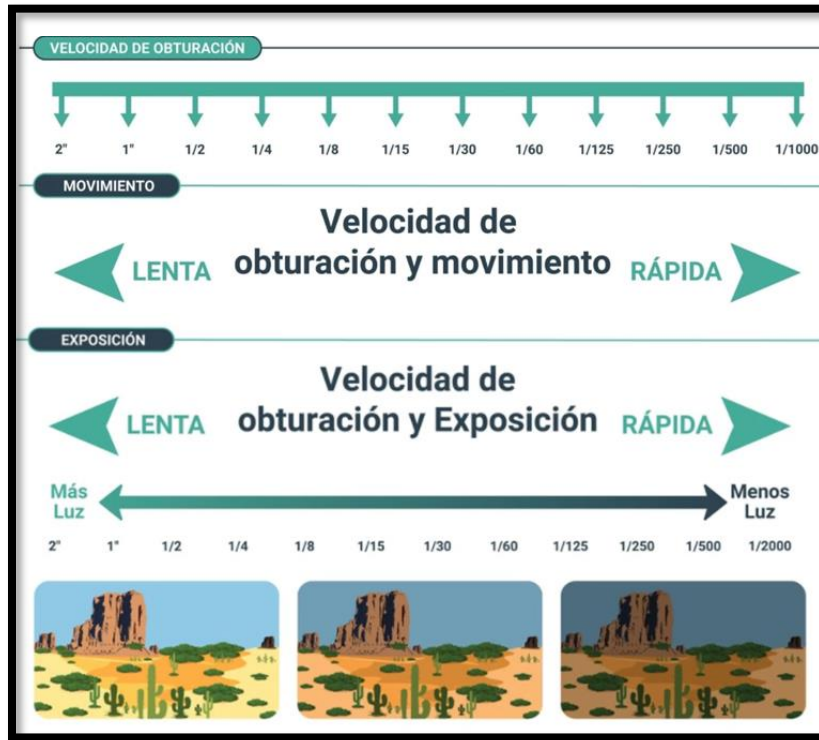 VELOCIDAD DE OBTURACIÓN
2" 1" 1/2 1/4 1/8 1/15 1/30 1/60 1/125 1/250 1/500 1/1000
MOVIMIENTO
Velocidad de
LENTA obturación y movimiento RÁPIDA
EXPOSICIÓN
Velocidad de
LENTA obturación y Exposición RÁPIDA
Más Menos
Luz Luz
2" 1" 1/2 1/4 1/8 1/15 1/30 1/60 1/125 1/250 1/500 1/2000